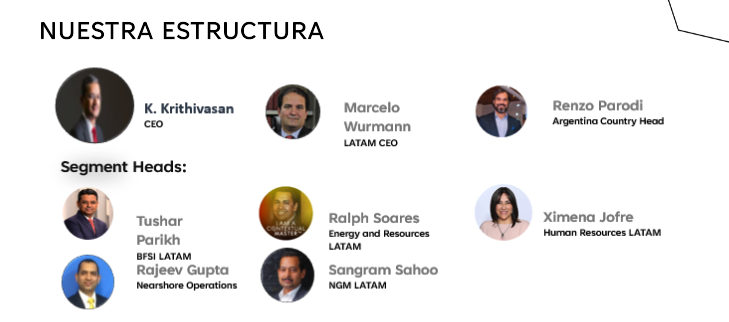 NUESTRA ESTRUCTURA
K. Krithivasan
CEO
Marcelo
Wurmann
LATAM CEO
Renzo Parodi
Argentina Country Head
Segment Heads:
Tushar
Parikh
BFSI LATAM
I AM A
CONTEXTUAL
MASTER
Ralph Soares
Energy and Resources
LATAM
Ximena Jofre
Human Resources LATAM
Rajeev Gupta
Nearshore Operations
Sangram Sahoo
NGM LATAM